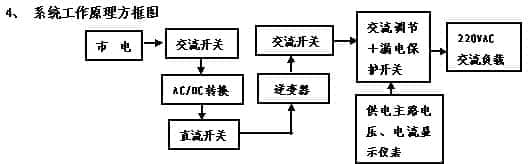 4、 系统工作原理方框图
市 电
交流开关
AC/DC转换
直流开关
逆变器
交流开关
交流调节
+漏电保
护开关
220VAC
交流负载
供电主路电
压、电流显
示仪表